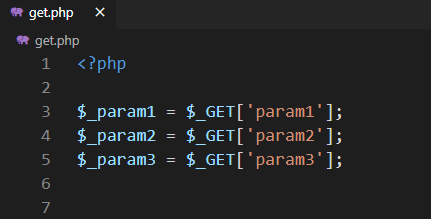 get.php ×
get.php
1 <?php
2
3 $_param1 = $_GET['param1'];
4 $_param2 = $_GET['param2'];
5 $_param3 = $_GET['param3'];
6
7